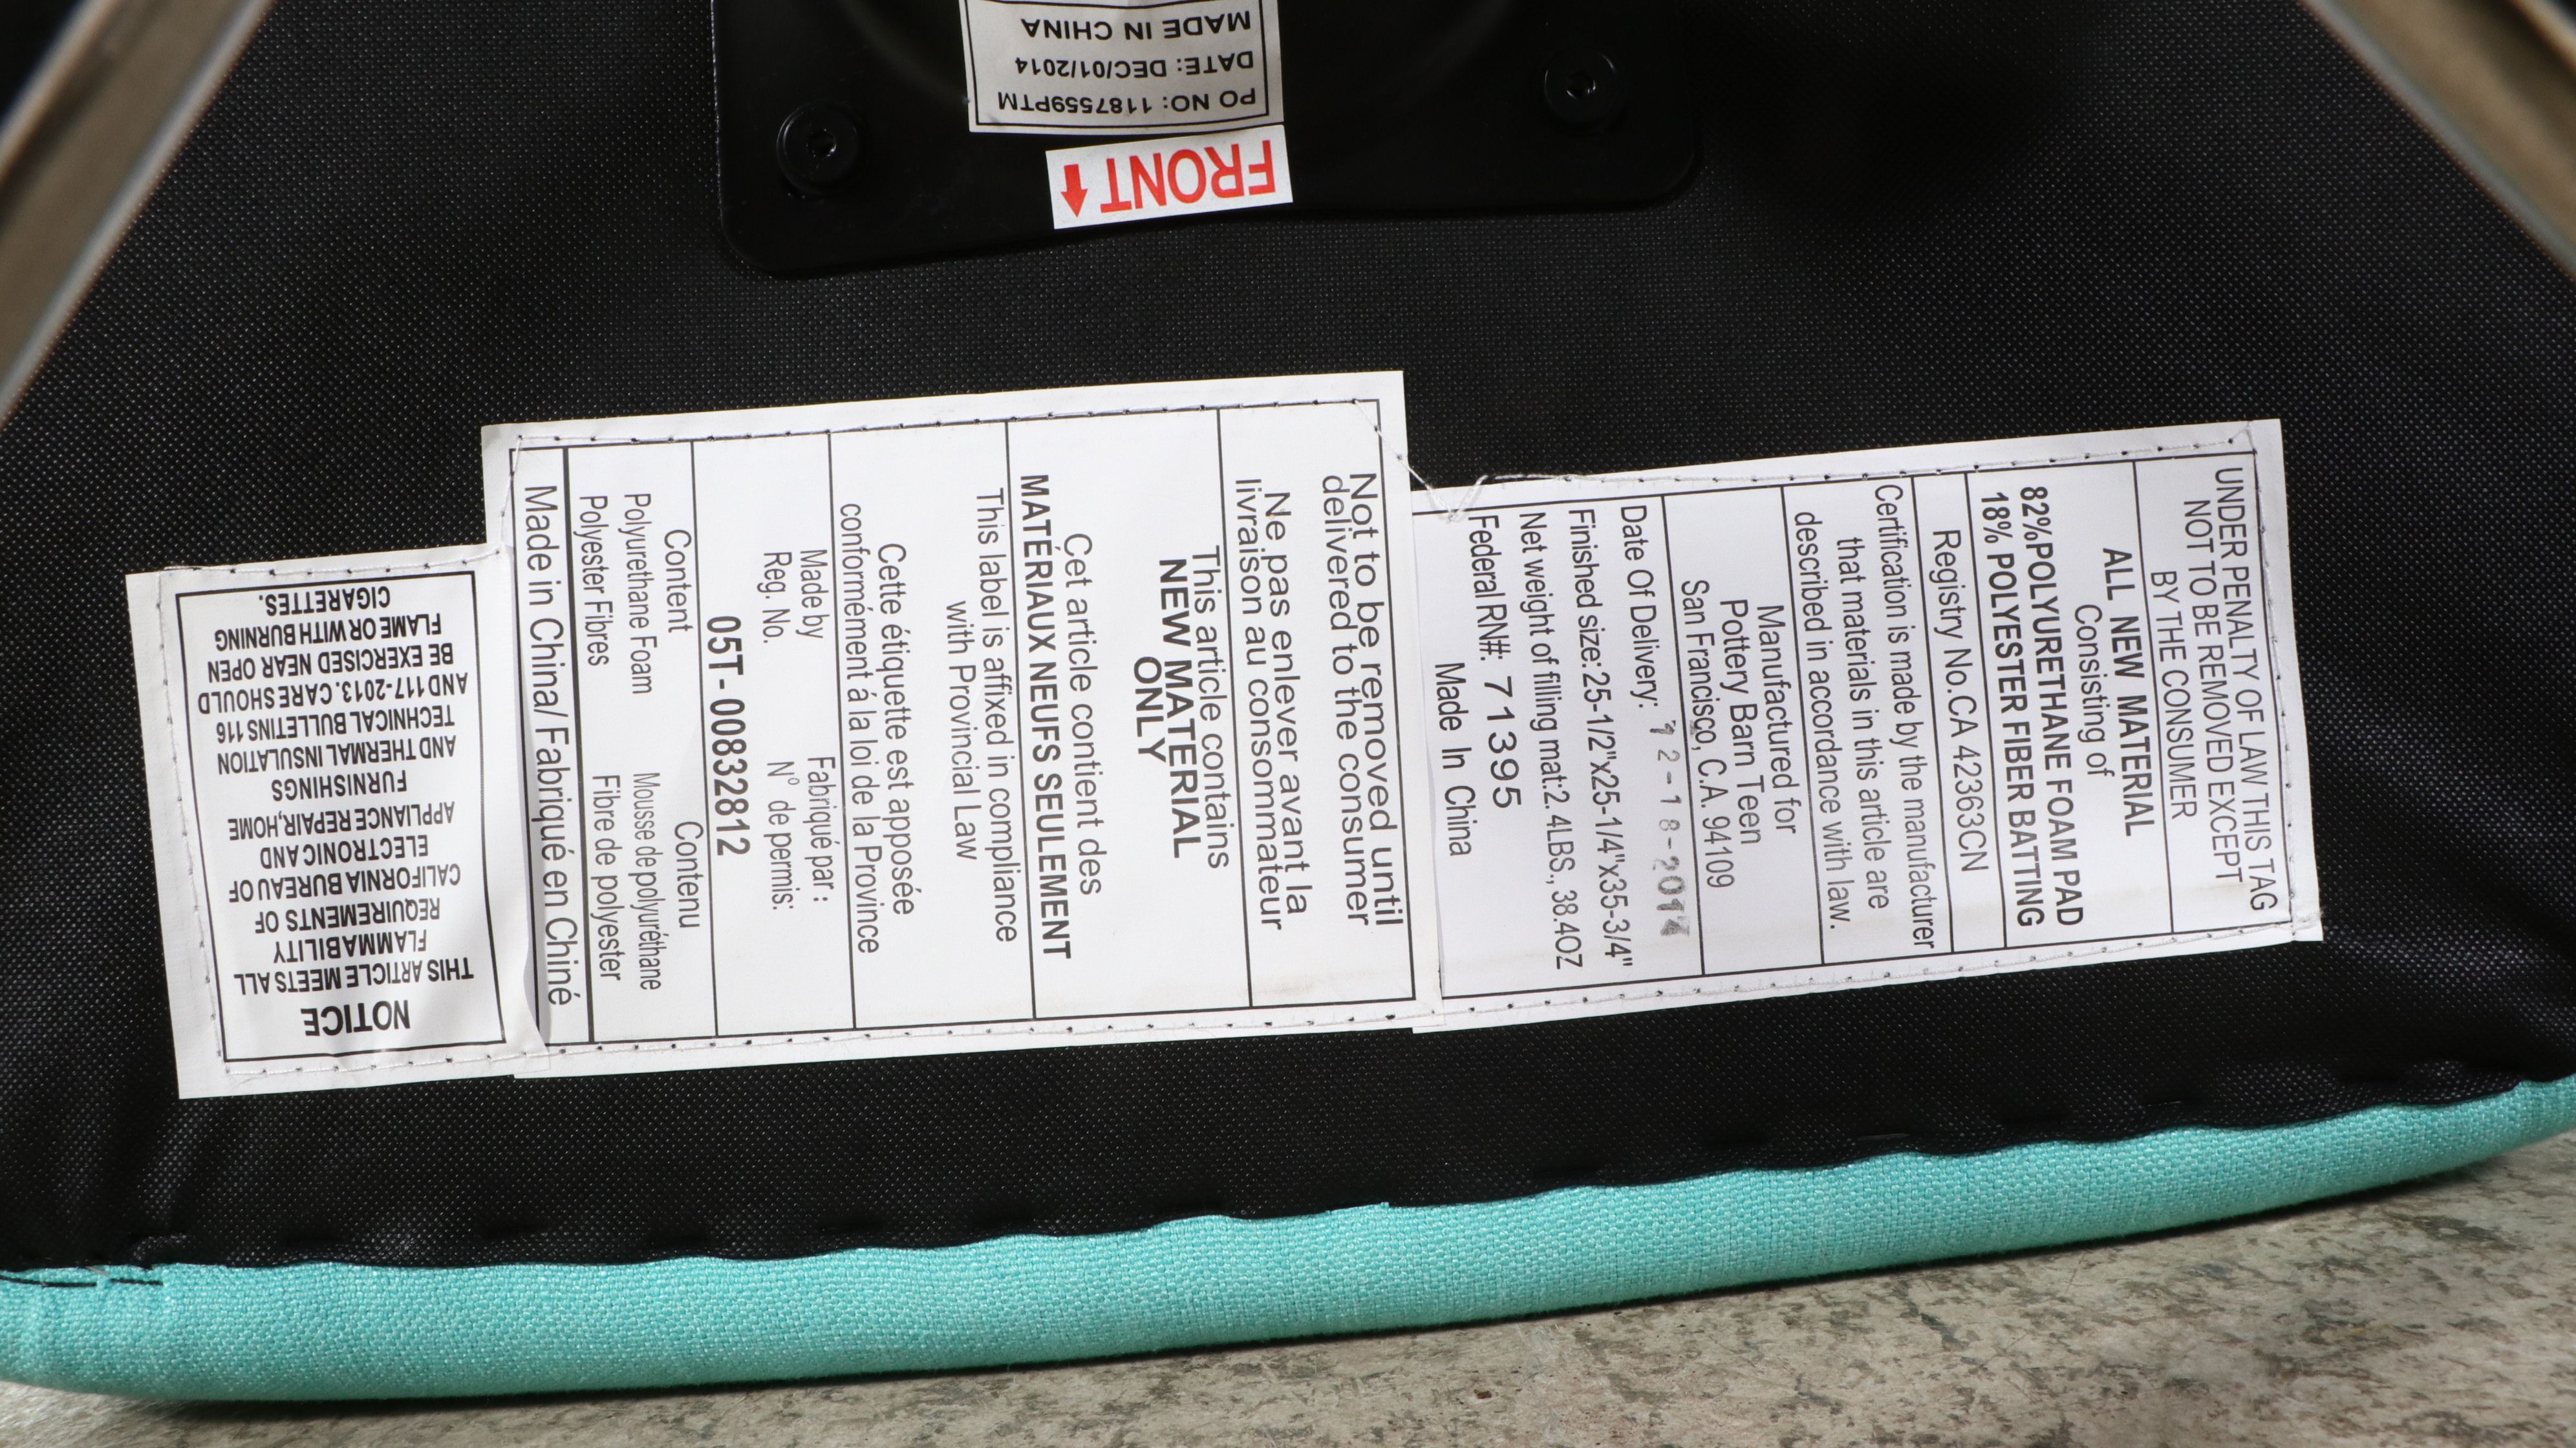 PO NO: 1187559PTM
DATE: DEC/01/2014
MADE IN CHINA
FRONT
UNDER PENALTY OF LAW THIS TAG
NOT TO BE REMOVED EXCEPT
BY THE CONSUMER
ALL NEW MATERIAL
Consisting of
82%POLYURETHANE FOAM PAD
18% POLYESTER FIBER BATTING
Registry No.CA 42363CN
Certification is made by the manufacturer
that materials in this article are
described in accordance with law.
Manufactured for
Pottery Barn Teen
San Francisco, C.A. 94109
Date Of Delivery: 12-18-2014
Finished size: 25-1/2"x25-1/4"x35-3/4"
Net weight of filling mat:2.4LBS., 38.4OZ
Federal RN#: 71395
Made In China
Not to be removed until
delivered to the consumer
Ne pas enlever avant la
livraison au consommateur
This article contains
NEW MATERIAL
ONLY
Cet article contient des
MATÉRIAUX NEUFS SEULEMENT
This label is affixed in compliance
with Provincial Law
Cette étiquette est apposée
conformément á la loi de la Province
Made by Fabriqué par :
Reg. No. N° de permis:
05T-00832812
Content Contenu
Polyurethane Foam Mousse de polyuréthane
Polyester Fibres Fibre de polyester
Made in China/ Fabriqué en Chiné
NOTICE
THIS ARTICLE MEETS ALL
FLAMMABILITY
REQUIREMENTS OF
CALIFORNIA BUREAU OF
ELECTRONIC AND
APPLIANCE REPAIR,HOME
FURNISHINGS
AND THERMAL INSULATION
TECHNICAL BULLETINS 116
AND 117-2013. CARE SHOULD
BE EXERCISED NEAR OPEN
FLAME OR WITH BURNING
CIGARETTES.